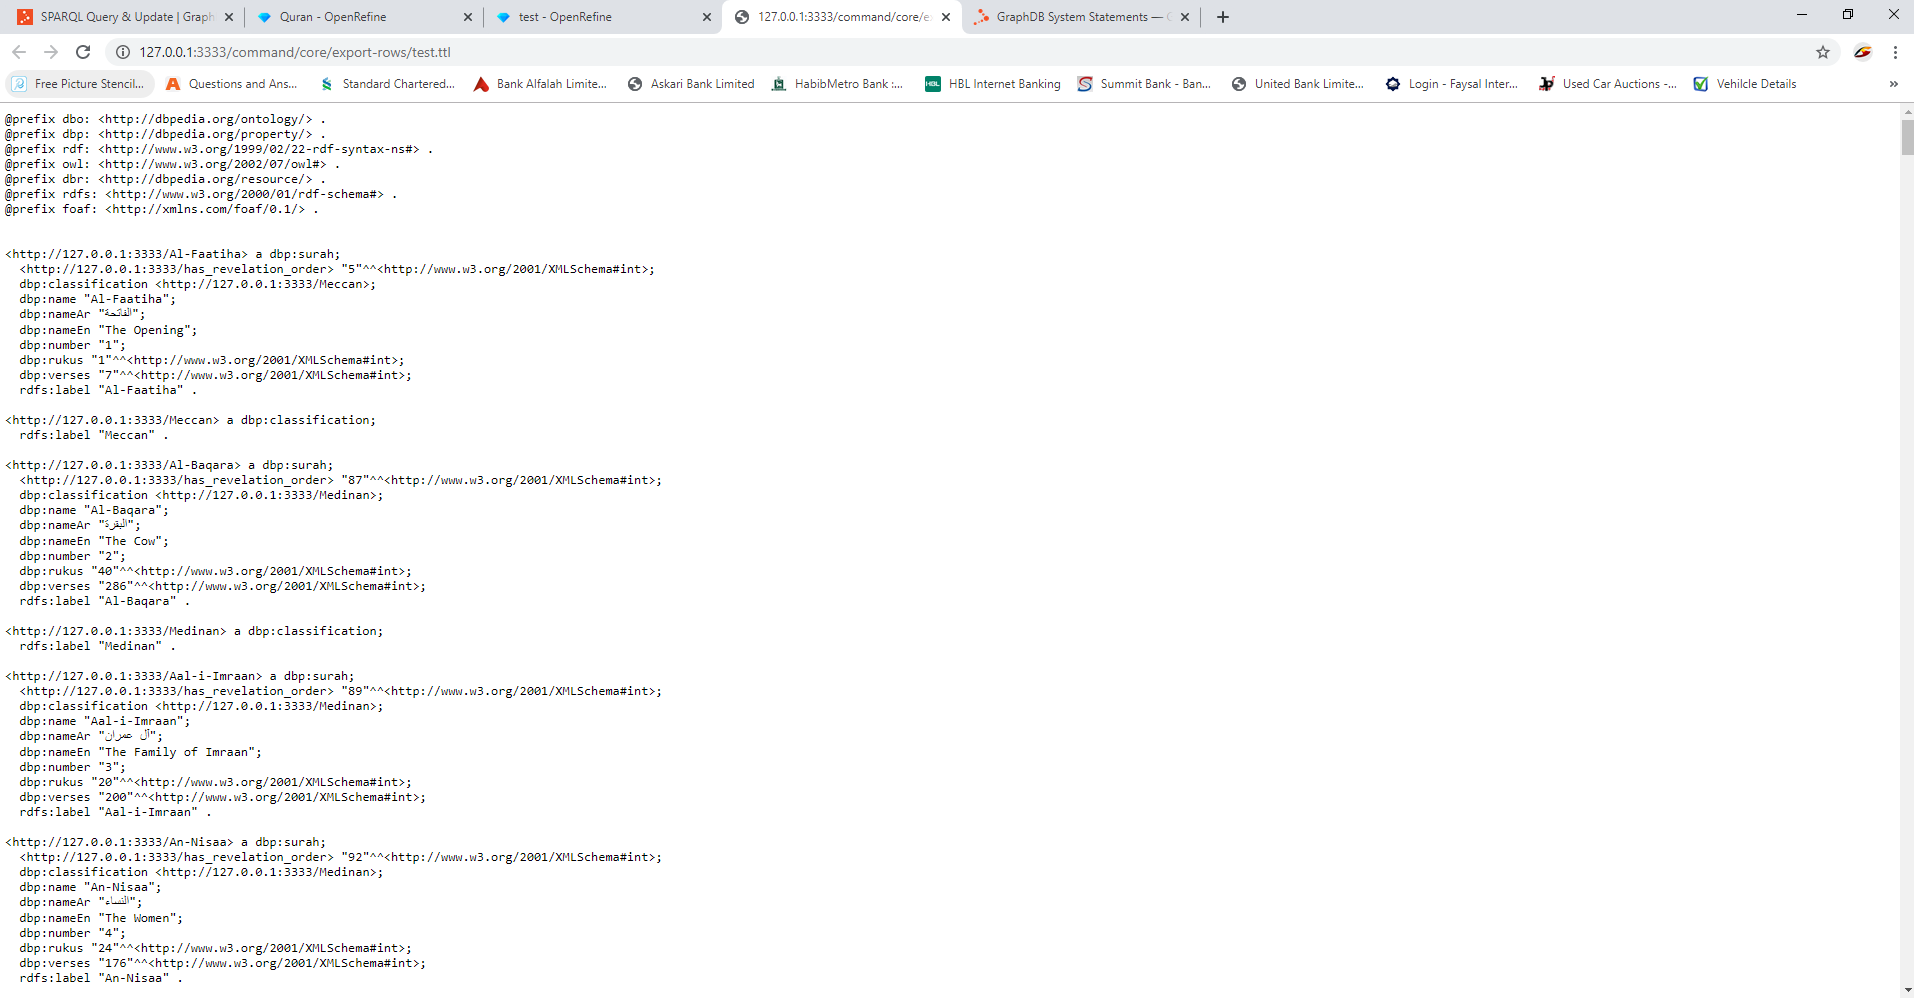 SPARQL Query & Update | Graph
Quran - OpenRefine
test - OpenRefine
127.0.0.1:3333/command/core/e
GraphDB System Statements —
127.0.0.1:3333/command/core/export-rows/test.ttl
Free Picture Stencil...
Questions and Ans...
Standard Chartered...
Bank Alfalah Limite...
Askari Bank Limited
HabibMetro Bank :...
HBL Internet Banking
Summit Bank - Ban...
United Bank Limite...
Login - Faysal Inter...
Used Car Auctions -...
Vehilcle Details
@prefix dbo: <http://dbpedia.org/ontology/> .
@prefix dbp: <http://dbpedia.org/property/> .
@prefix rdf: <http://www.w3.org/1999/02/22-rdf-syntax-ns#> .
@prefix owl: <http://www.w3.org/2002/07/owl#> .
@prefix dbr: <http://dbpedia.org/resource/> .
@prefix rdfs: <http://www.w3.org/2000/01/rdf-schema#> .
@prefix foaf: <http://xmlns.com/foaf/0.1/> .
<http://127.0.0.1:3333/Al-Faatiha> a dbp:surah;
<http://127.0.0.1:3333/has_revelation_order> "5"^^<http://www.w3.org/2001/XMLSchema#int>;
dbp:classification <http://127.0.0.1:3333/Meccan>;
dbp:name "Al-Faatiha";
dbp:nameAr "الفاتحة";
dbp:nameEn "The Opening";
dbp:number "1";
dbp:rukus "1"^^<http://www.w3.org/2001/XMLSchema#int>;
dbp:verses "7"^^<http://www.w3.org/2001/XMLSchema#int>;
rdfs:label "Al-Faatiha" .
<http://127.0.0.1:3333/Meccan> a dbp:classification;
rdfs:label "Meccan" .
<http://127.0.0.1:3333/Al-Baqara> a dbp:surah;
<http://127.0.0.1:3333/has_revelation_order> "87"^^<http://www.w3.org/2001/XMLSchema#int>;
dbp:classification <http://127.0.0.1:3333/Medinan>;
dbp:name "Al-Baqara";
dbp:nameAr "البقرة";
dbp:nameEn "The Cow";
dbp:number "2";
dbp:rukus "40"^^<http://www.w3.org/2001/XMLSchema#int>;
dbp:verses "286"^^<http://www.w3.org/2001/XMLSchema#int>;
rdfs:label "Al-Baqara" .
<http://127.0.0.1:3333/Medinan> a dbp:classification;
rdfs:label "Medinan" .
<http://127.0.0.1:3333/Aal-i-Imraan> a dbp:surah;
<http://127.0.0.1:3333/has_revelation_order> "89"^^<http://www.w3.org/2001/XMLSchema#int>;
dbp:classification <http://127.0.0.1:3333/Medinan>;
dbp:name "Aal-i-Imraan";
dbp:nameAr "آل عمران";
dbp:nameEn "The Family of Imraan";
dbp:number "3";
dbp:rukus "20"^^<http://www.w3.org/2001/XMLSchema#int>;
dbp:verses "200"^^<http://www.w3.org/2001/XMLSchema#int>;
rdfs:label "Aal-i-Imraan" .
<http://127.0.0.1:3333/An-Nisaa> a dbp:surah;
<http://127.0.0.1:3333/has_revelation_order> "92"^^<http://www.w3.org/2001/XMLSchema#int>;
dbp:classification <http://127.0.0.1:3333/Medinan>;
dbp:name "An-Nisaa";
dbp:nameAr "النساء";
dbp:nameEn "The Women";
dbp:number "4";
dbp:rukus "24"^^<http://www.w3.org/2001/XMLSchema#int>;
dbp:verses "176"^^<http://www.w3.org/2001/XMLSchema#int>;
rdfs:label "An-Nisaa" .